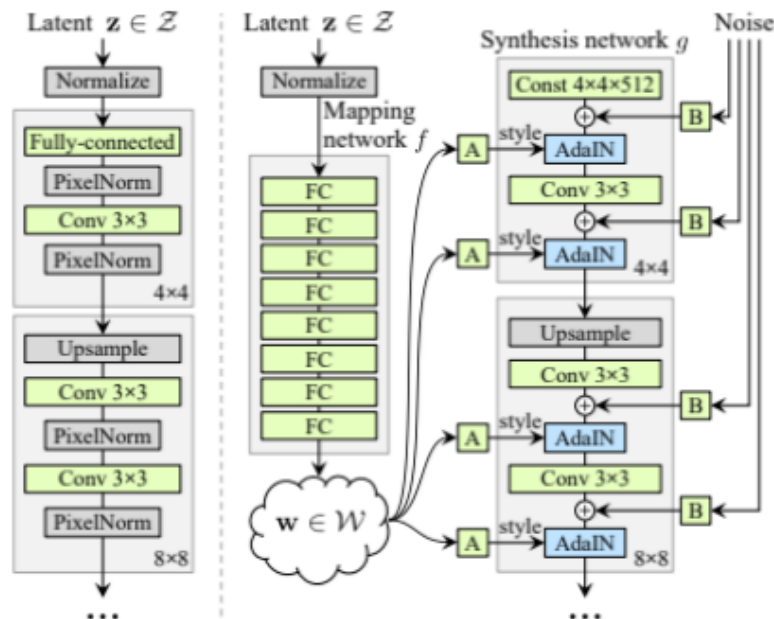 Latent z ∈ Z
Normalize
Fully-connected
PixelNorm
Conv 3×3
PixelNorm
4×4
Upsample
Conv 3×3
PixelNorm
Conv 3×3
PixelNorm
8×8
...
Latent z ∈ Z
Normalize
Mapping
network f
FC
FC
FC
FC
FC
FC
FC
FC
w ∈ W
Synthesis network g
Noise
Const 4×4×512
B
A
style
AdaIN
Conv 3×3
B
A
style
AdaIN
4×4
Upsample
Conv 3×3
B
A
style
AdaIN
Conv 3×3
B
A
style
AdaIN
8×8
...